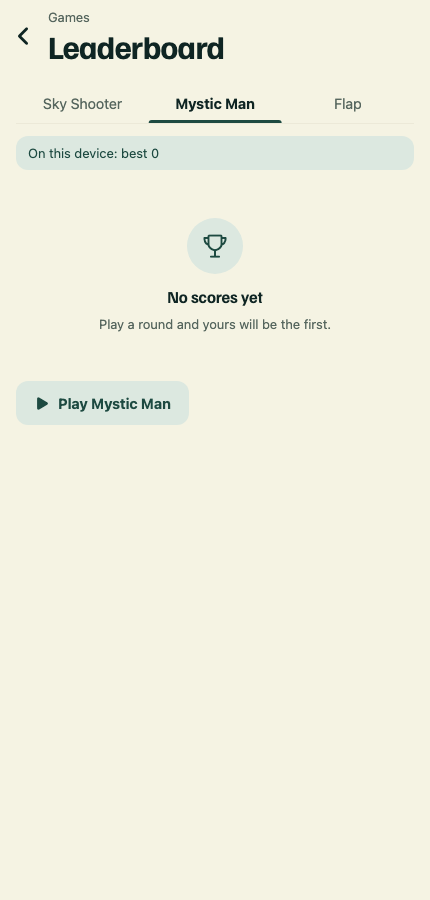 Games
Leaderboard
Sky Shooter
Mystic Man
Flap
On this device: best 0
No scores yet
Play a round and yours will be the first.
Play Mystic Man